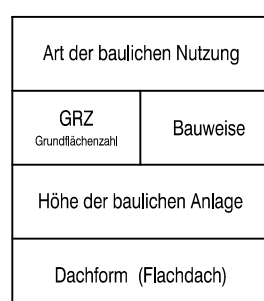 Art der baulichen Nutzung
GRZ
Grundflächenzahl
Bauweise
Höhe der baulichen Anlage
Dachform (Flachdach)